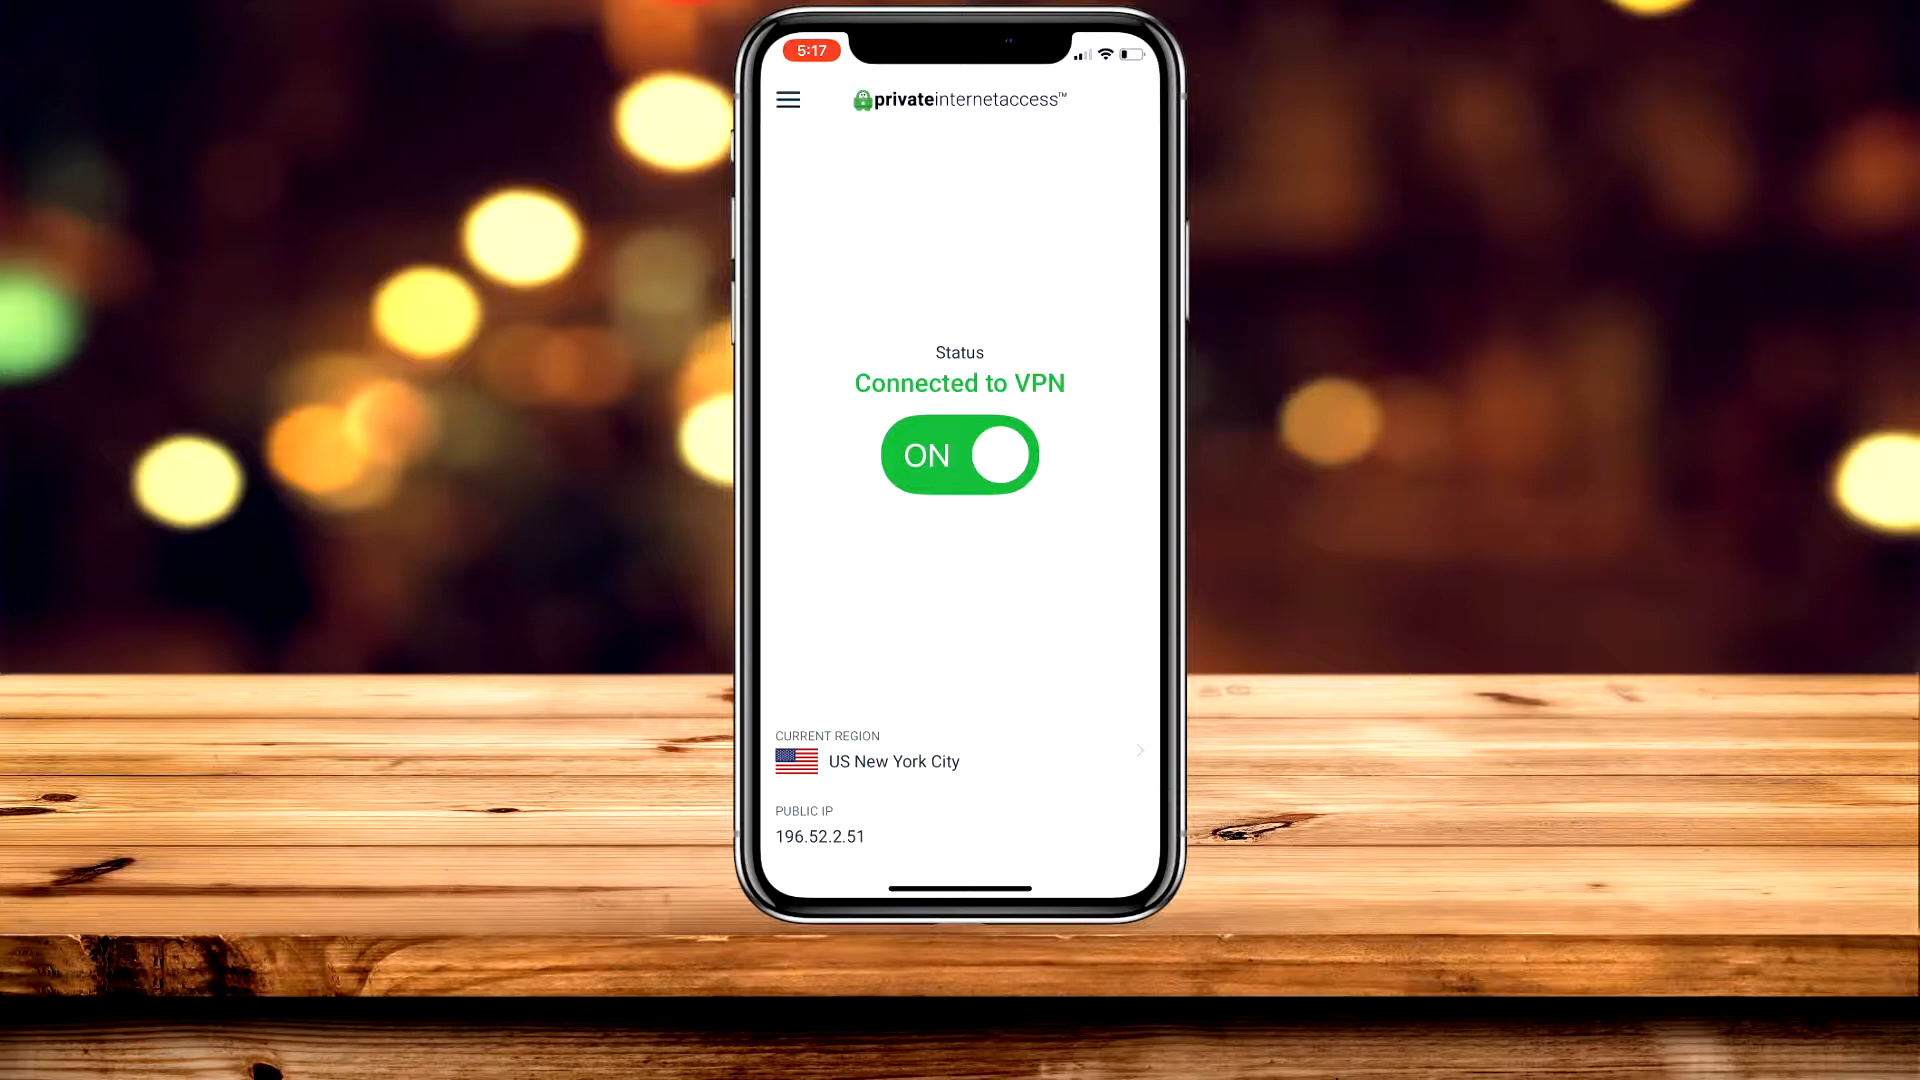 5:17
privateinternetaccess™
Status
Connected to VPN
ON
CURRENT REGION
US New York City
PUBLIC IP
196.52.2.51